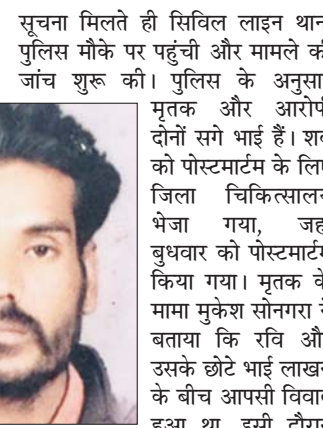 सूचना मिलते ही सिविल लाइन थान
पुलिस मौके पर पहुंची और मामले की
जांच शुरू की। पुलिस के अनुसा
मृतक और आरोपी
दोनों सगे भाई हैं। शव
को पोस्टमार्टम के लिए
जिला चिकित्सालय
भेजा गया, जह
बुधवार को पोस्टमार्टम
किया गया। मृतक के
मामा मुकेश सोनगरा ने
बताया कि रवि औ
उसके छोटे भाई लाखन
के बीच आपसी विवाद
हुआ था, इसी दौरान